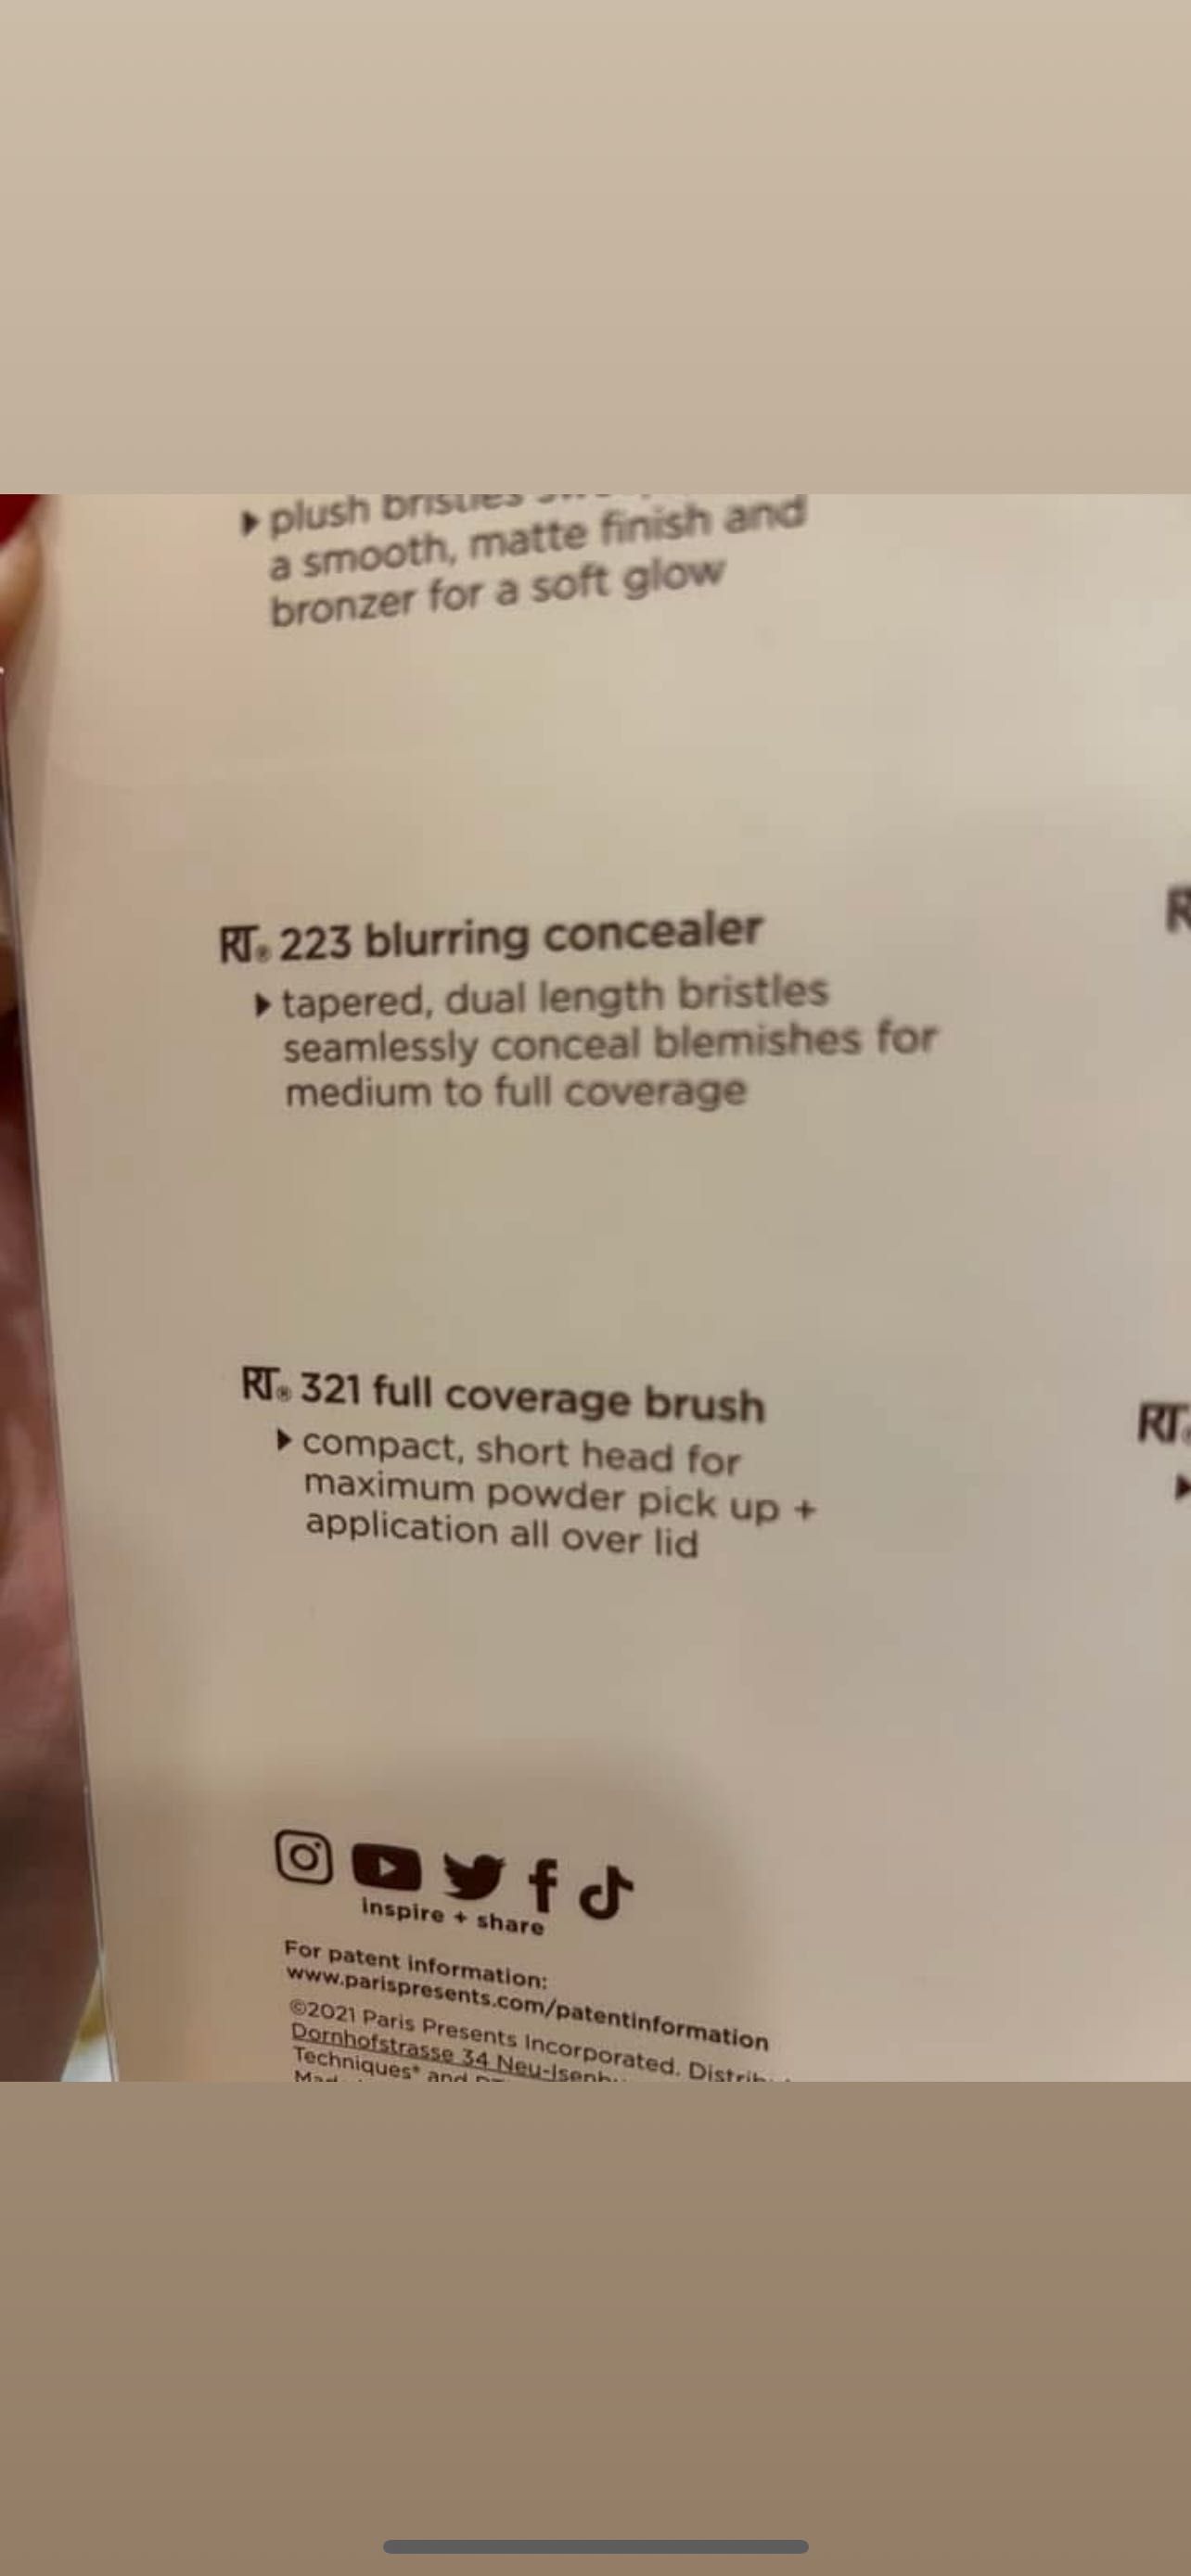 ▸ plush bristles
a smooth, matte finish and
bronzer for a soft glow
RT® 223 blurring concealer
▸ tapered, dual length bristles
seamlessly conceal blemishes for
medium to full coverage
RT® 321 full coverage brush
▸ compact, short head for
maximum powder pick up +
application all over lid
RT
inspire + share
For patent information:
www.parispresents.com/patentinformation
©2021 Paris Presents Incorporated.
Dornhofstrasse 34
Techniques® and